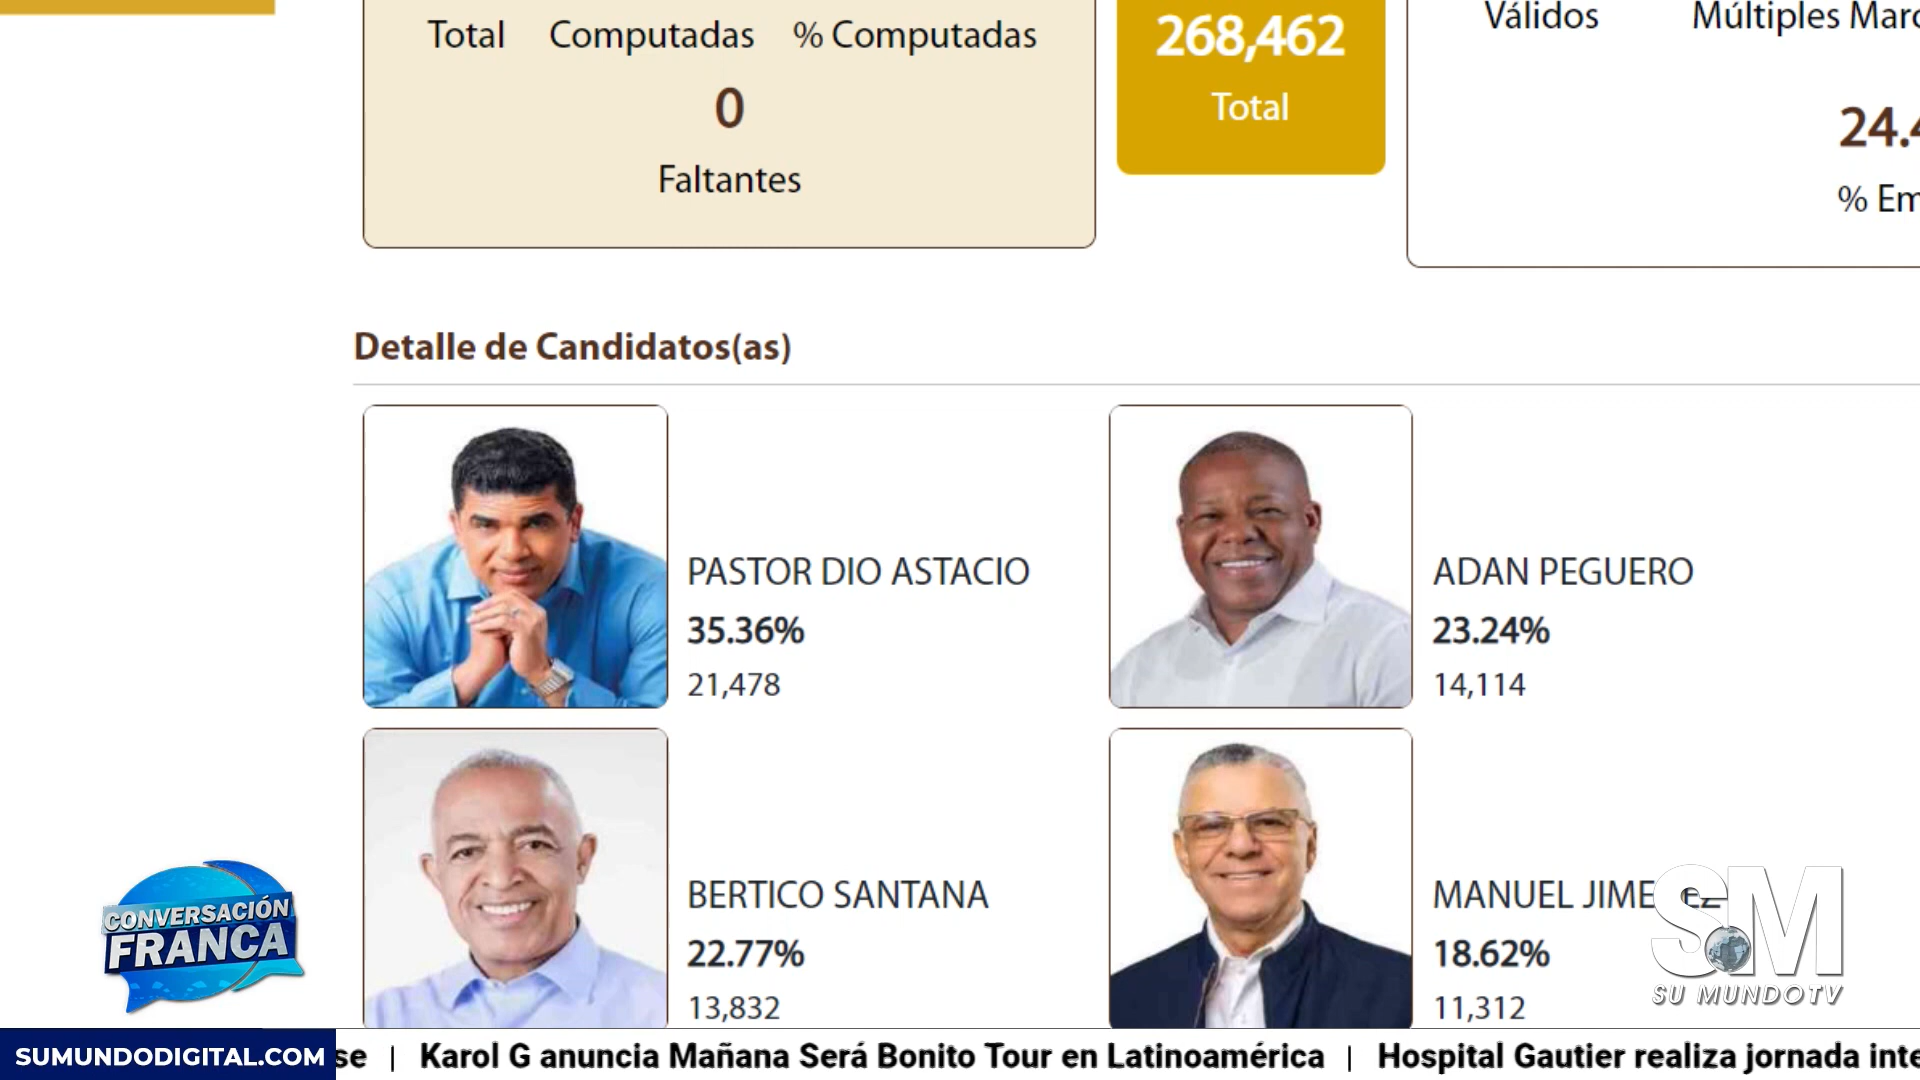 Total Computadas % Computadas
0
Faltantes
268,462
Total
Válidos Múltiples
24.4
% Em
Detalle de Candidatos(as)
PASTOR DIO ASTACIO
35.36%
21,478
ADAN PEGUERO
23.24%
14,114
BERTICO SANTANA
22.77%
13,832
MANUEL
18.62%
11,312
CONVERSACIÓN
FRANCA
SM
SU MUNDO TV
SUMUNDODIGITAL.COM
se | Karol G anuncia Mañana Será Bonito Tour en Latinoamérica | Hospital Gautier realiza jornada inte